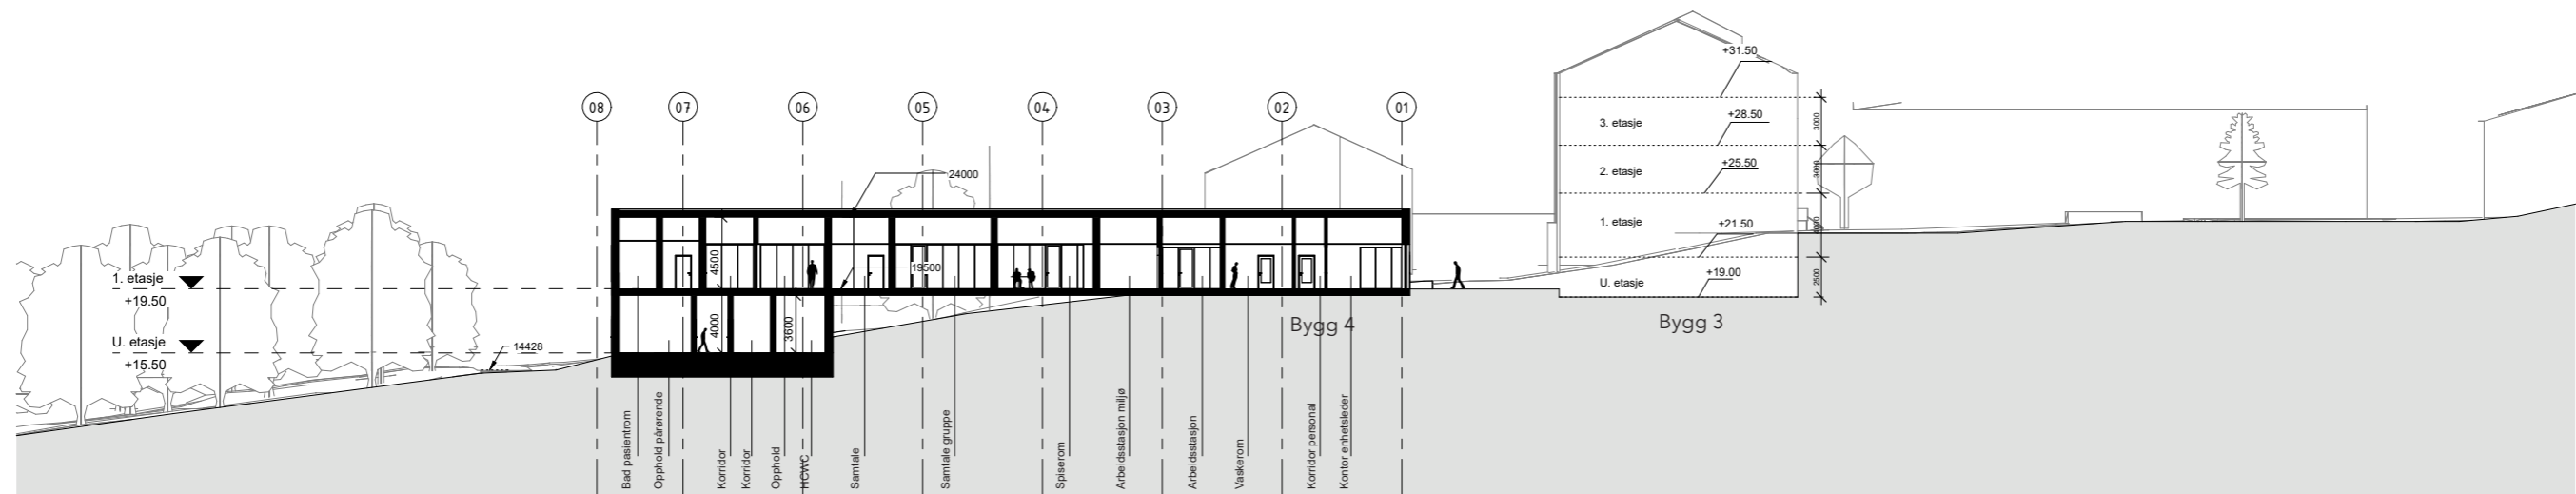 +31.50
08
07
06
05
04
03
02
01
3. etasje
+28.50
3000
2. etasje
+25.50
3000
24000
1. etasje
+21.50
4000
1. etasje
+19.50
4500
19500
U. etasje
+19.00
2500
U. etasje
+15.50
14428
4000
3600
Bygg 4
Bygg 3
Bad pasientrom
Opphold pårørende
Korridor
Korridor
Opphold
HCWC
Samtale
Samtale gruppe
Spiserom
Arbeidsstasjon miljø
Arbeidsstasjon
Vaskerom
Korridor personal
Kontor enhetsleder